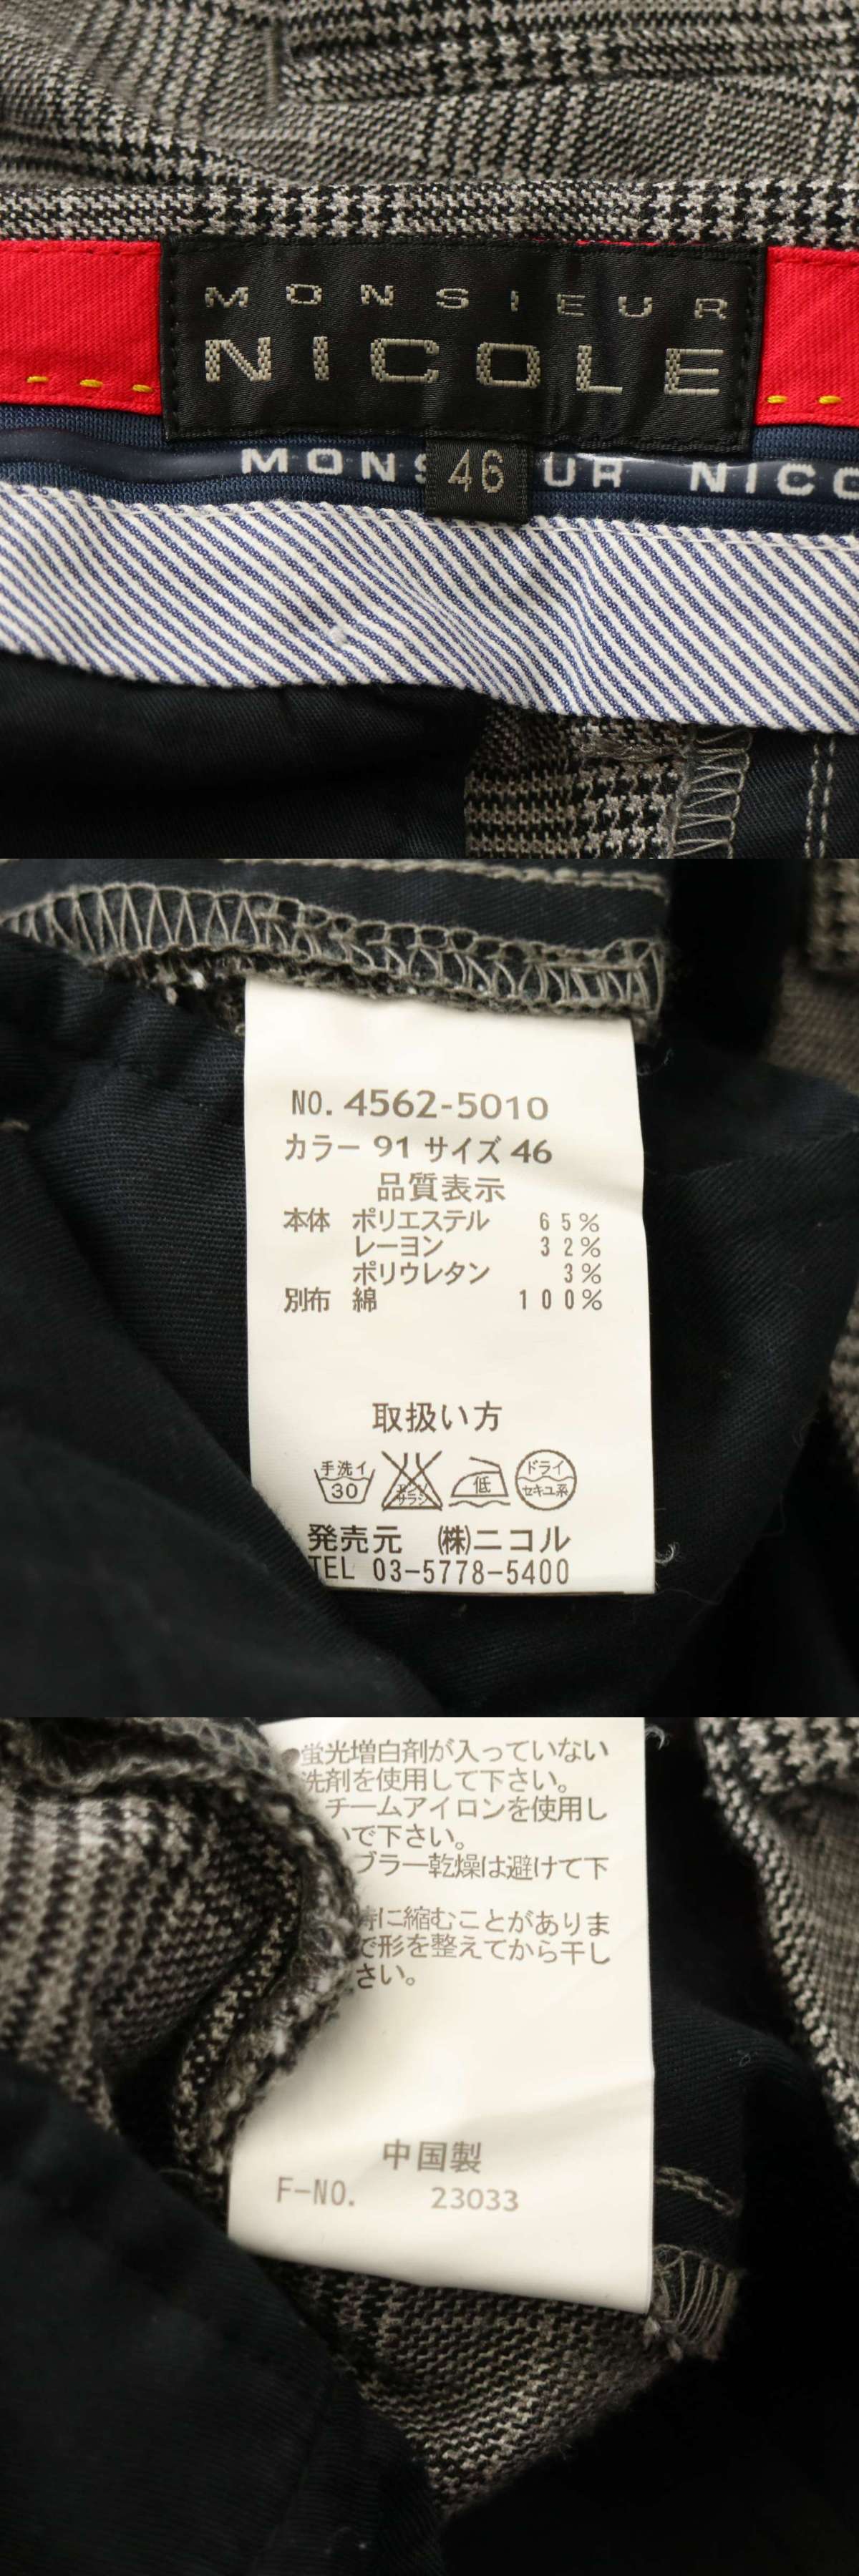 MONSIEUR
NICOLE
46
NO. 4562-5010
カラー 91 サイズ 46
品質表示
本体 ポリエステル 65%
レーヨン 32%
ポリウレタン 3%
別布 綿 100%
取扱い方
手洗イ 30 エンソ サラシ 低 ドライ セキユ系
発売元 (株)ニコル
TEL 03-5778-5400
蛍光増白剤が入っていない
洗剤を使用して下さい。
チームアイロンを使用し
いで下さい。
ブラー乾燥は避けて下
時に縮むことがありま
で形を整えてから干し
さい。
中国製
F-NO. 23033